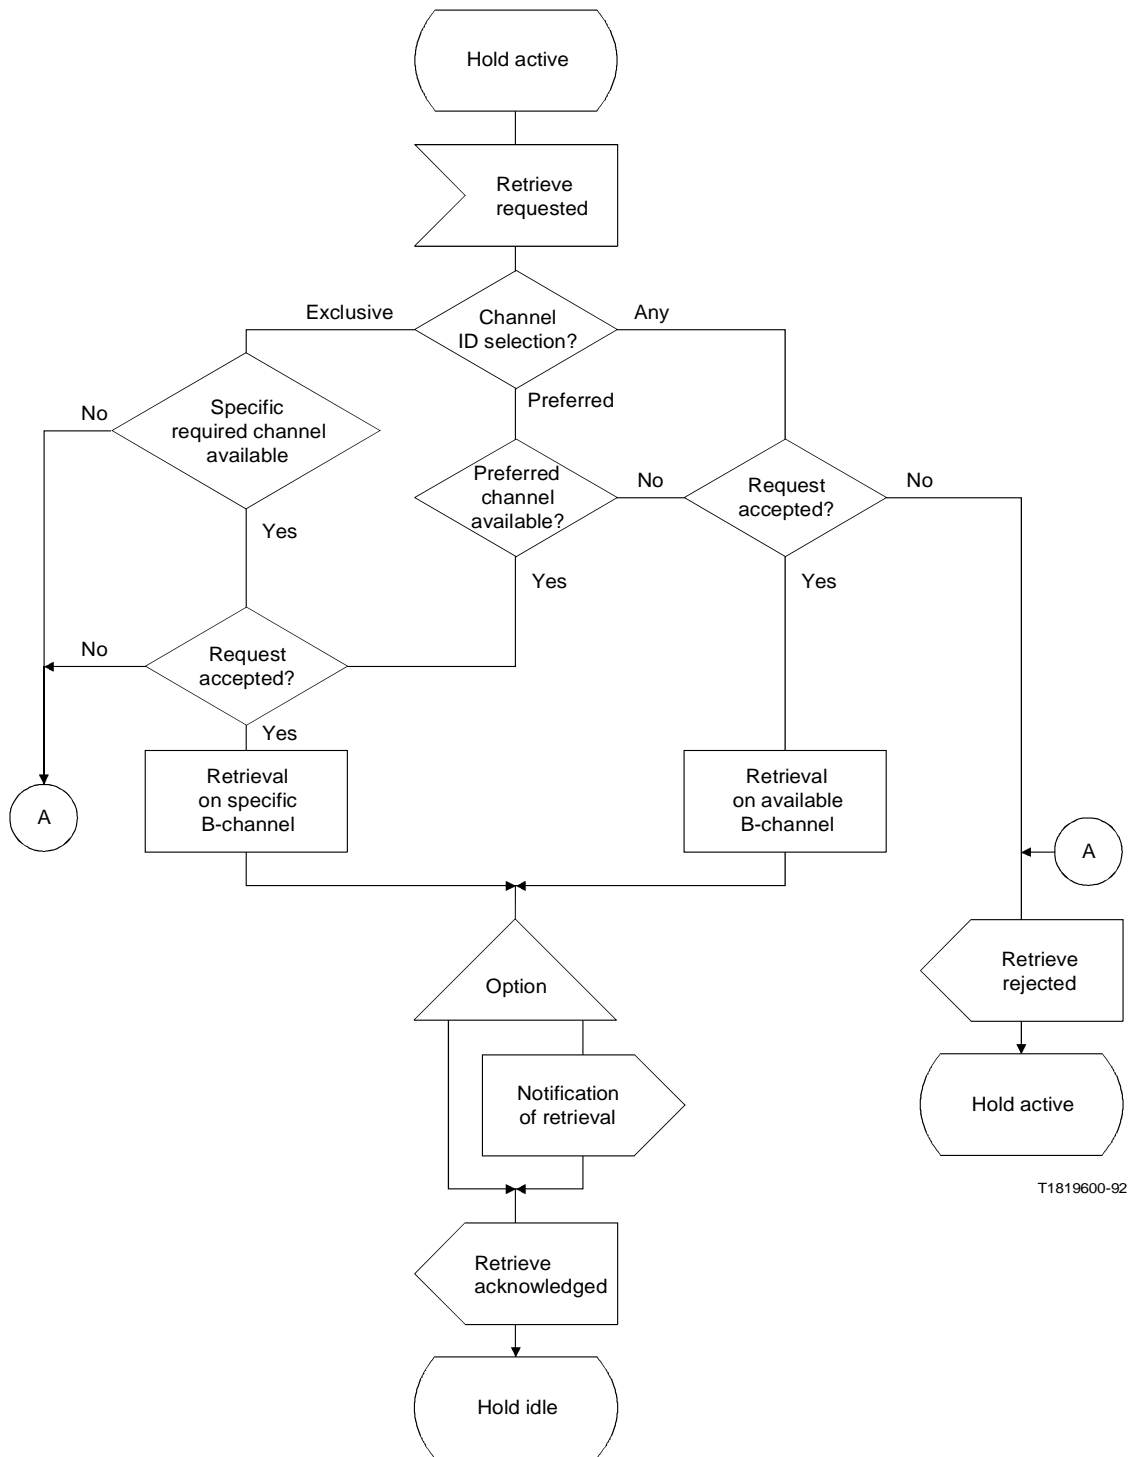 Hold active
Retrieve
requested
Exclusive
Channel
ID selection?
Any
Preferred
No
Specific
required channel
available
Yes
Preferred
channel
available?
No
Yes
Request
accepted?
No
Yes
No
Request
accepted?
Yes
Retrieval
on specific
B-channel
Retrieval
on available
B-channel
A
A
Option
Retrieve
rejected
Notification
of retrieval
Hold active
T1819600-92
Retrieve
acknowledged
Hold idle